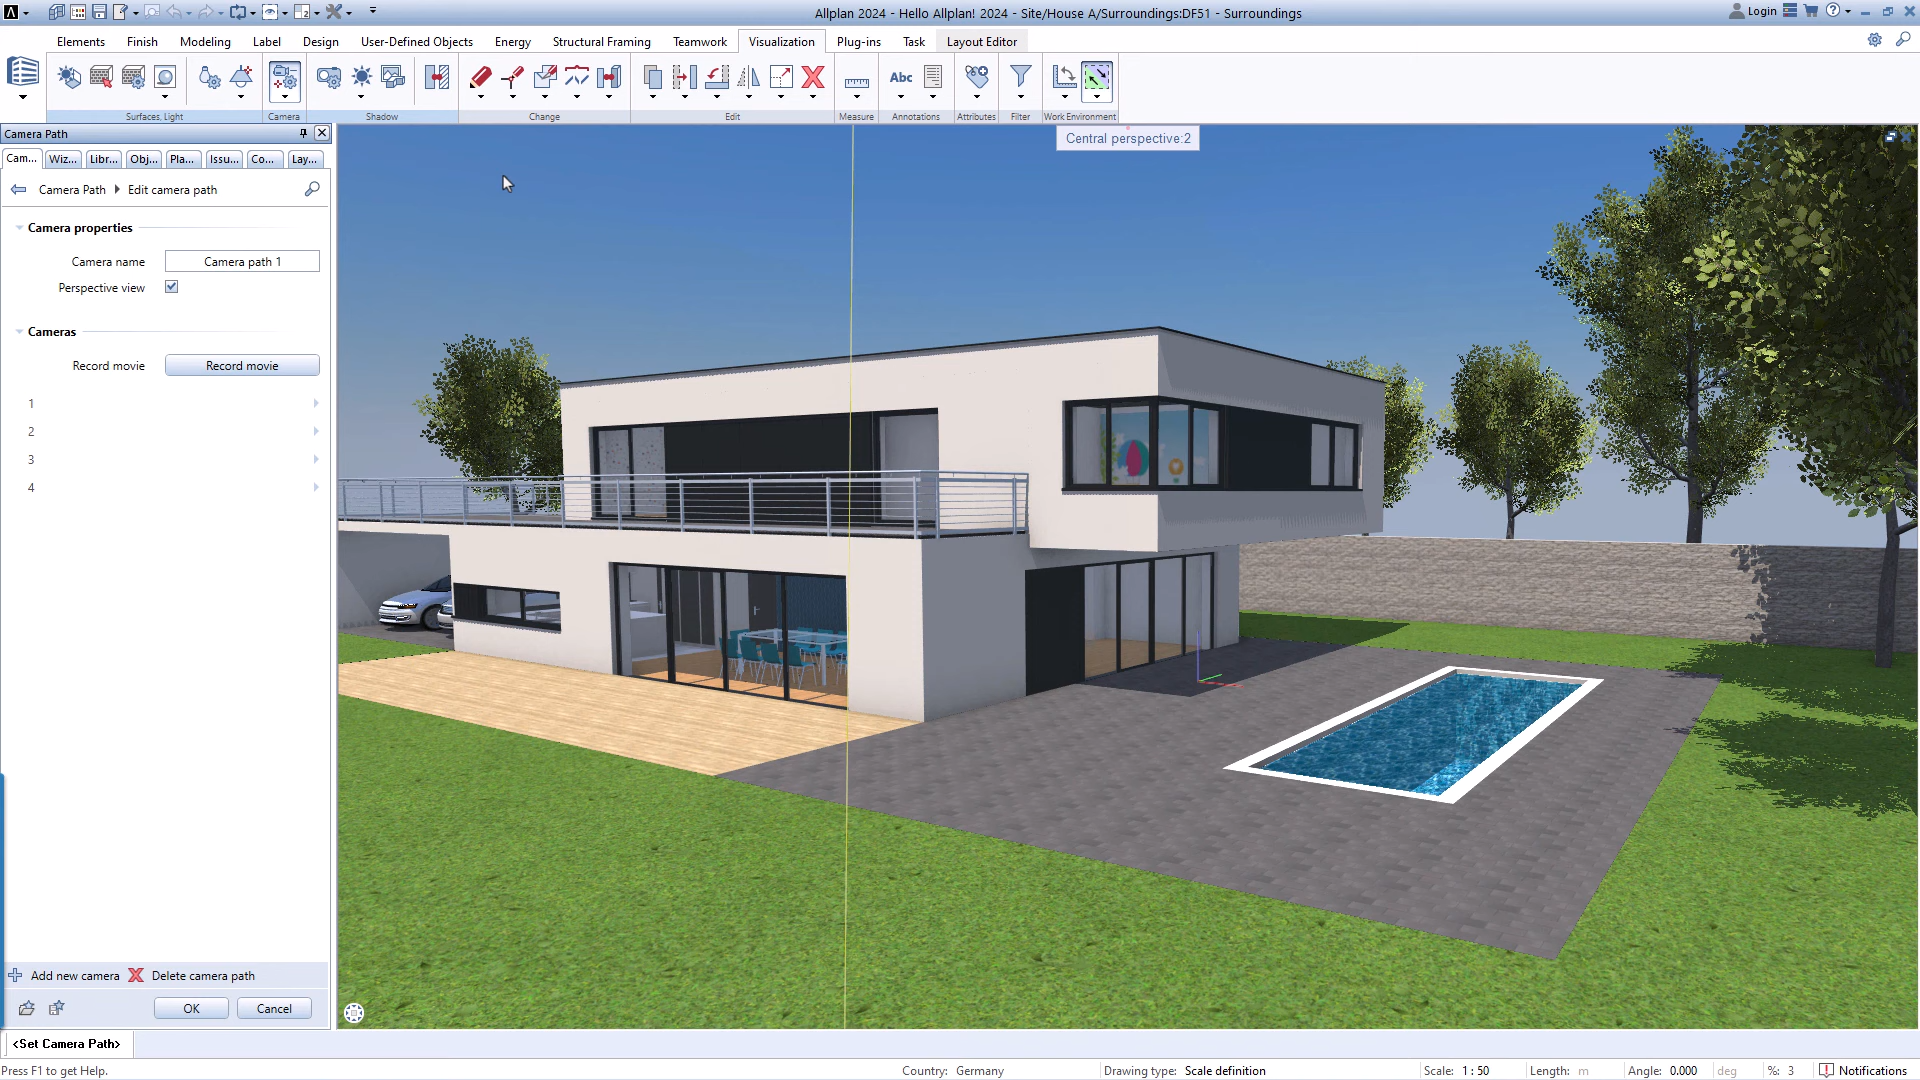 Allplan 2024 - Hello Allplan! 2024 - Site/House A/Surroundings:DF51 - Surroundings
Login
Elements Finish Modeling Label Design User-Defined Objects Energy Structural Framing Teamwork Visualization Plug-ins Task Layout Editor
Abc
Surfaces, Light Camera Shadow Change Edit Measure Annotations Attributes Filter Work Environment
Camera Path
Central perspective:2
Cam... Wiz... Libr... Obj... Pla... Issu... Co... Lay...
Camera Path Edit camera path
Camera properties
Camera name Camera path 1
Perspective view
Cameras
Record movie Record movie
1
2
3
4
Add new camera Delete camera path
OK Cancel
<Set Camera Path>
Press F1 to get Help. Country: Germany Drawing type: Scale definition Scale: 1 : 50 Length: m Angle: 0.000 deg %: 3 Notifications